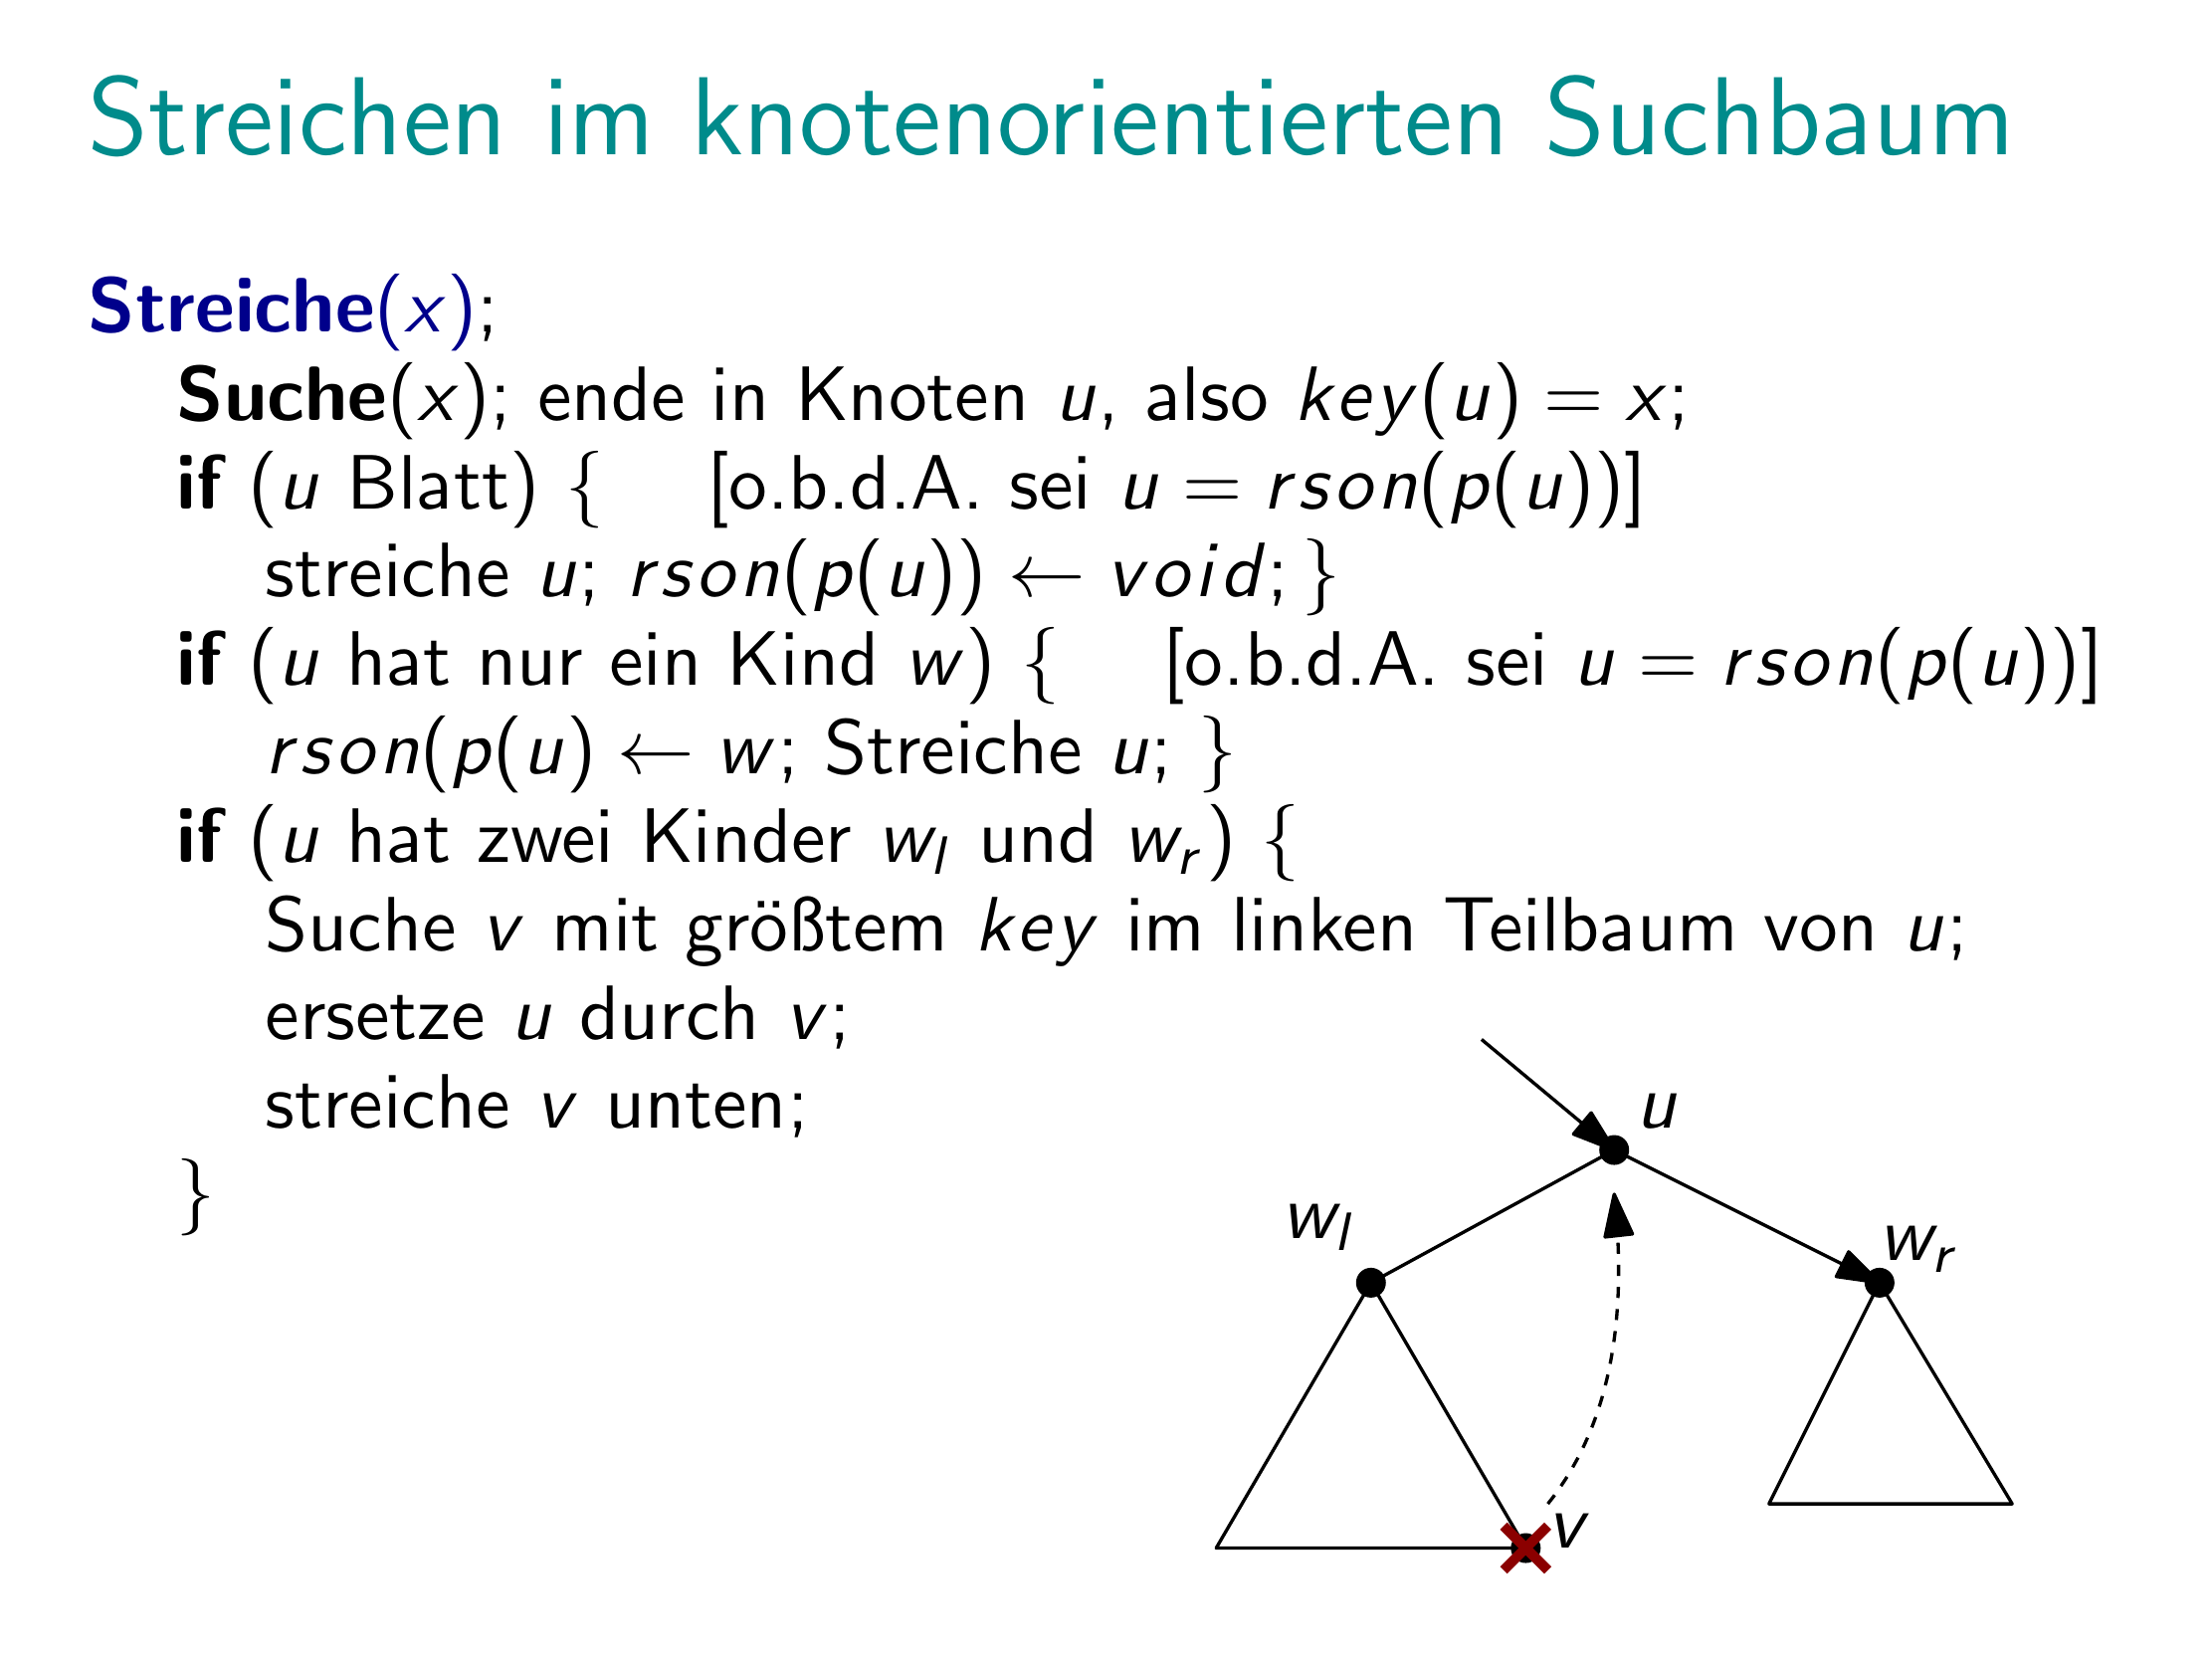 Streichen im knotenorientierten Suchbaum
Streiche(x);
Suche(x); ende in Knoten u, also key(u) = x;
if (u Blatt) { [o.b.d.A. sei u = rson(p(u))]
streiche u; rson(p(u)) ← void; }
if (u hat nur ein Kind w) { [o.b.d.A. sei u = rson(p(u))]
rson(p(u) ← w; Streiche u; }
if (u hat zwei Kinder w_l und w_r) {
Suche v mit größtem key im linken Teilbaum von u;
ersetze u durch v;
streiche v unten;
}
u
w_l
w_r
v